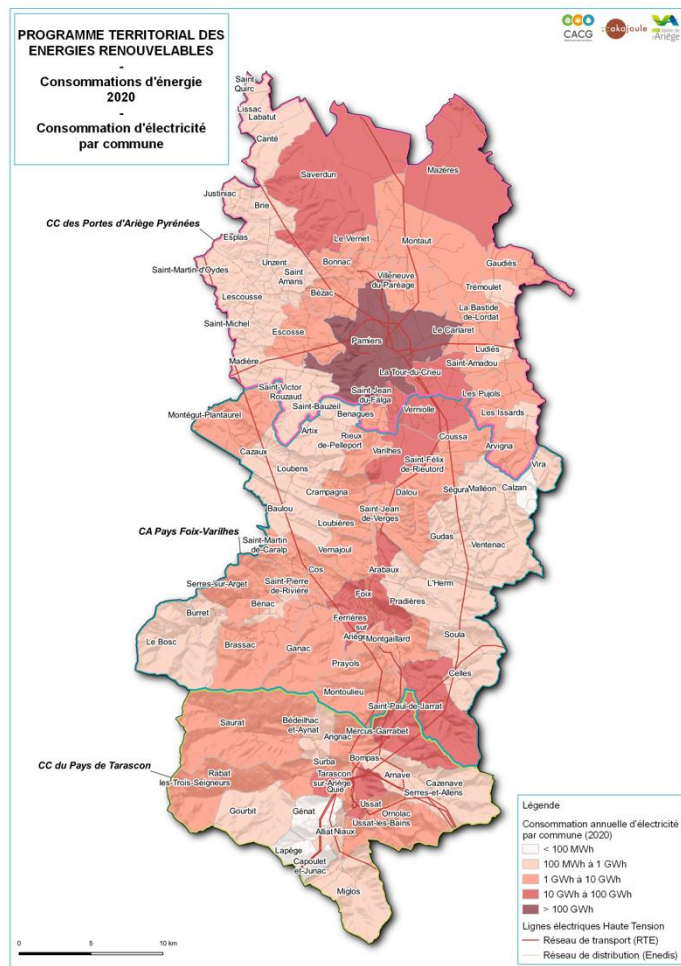 PROGRAMME TERRITORIAL DES
ENERGIES RENOUVELABLES
-
Consommations d'énergie
2020
-
Consommation d'électricité
par commune
CACG
akajoule
Ariège
Saint
Quirc
Lissac
Labatut
Canté
Saverdun
Mazères
Justiniac
Brie
CC des Portes d'Ariège Pyrénées
Esplas
Le Vernet
Montaut
Unzent
Bonnac
Gaudiès
Saint-Martin-d'Oydes
Saint
Amans
Villeneuve
du-Paréage
Trémoulet
Lescousse
Bézac
La Bastide
de-Lordat
Saint-Michel
Escosse
Le Carlaret
Pamiers
Ludiès
Madière
Saint-Amadou
La Tour-du-Crieu
Saint-Victor
Rouzaud
Saint-Jean
du-Falga
Les Pujols
Saint-Bauzeil
Benagues
Verniolle
Les Issards
Montégut-Plantaurel
Artix
Rieux
de-Pelleport
Varilhes
Coussa
Arvigna
Cazaux
Loubens
Saint-Félix
de-Rieutord
Vira
Crampagna
Dalou
Ségura
Malléon
Calzan
Baulou
Loubières
Saint-Jean
de-Verges
CA Pays Foix-Varilhes
Gudas
Ventenac
Saint-Martin
de-Caralp
Vernajoul
Cos
Arabaux
L'Herm
Serres-sur-Arget
Saint-Pierre
de-Rivière
Foix
Pradières
Bénac
Burret
Ferrières
sur
Ariège
Soula
Le Bosc
Brassac
Ganac
Montgaillard
Prayols
Celles
Montoulieu
Saint-Paul-de-Jarrat
Saurat
Bédeilhac
et-Aynat
Mercus-Garrabet
Arignac
Bompas
CC du Pays de Tarascon
Surba
Rabat
les-Trois-Seigneurs
Tarascon
sur-Ariège
Quié
Arnave
Cazenave
Serres-et-Allens
Ussat
Gourbit
Génat
Ornolac
Ussat-les-Bains
Alliat
Niaux
Lapège
Capoulet
et-Junac
Miglos
Légende
Consommation annuelle d'électricité
par commune (2020)
< 100 MWh
100 MWh à 1 GWh
1 GWh à 10 GWh
10 GWh à 100 GWh
> 100 GWh
Lignes électriques Haute Tension
Réseau de transport (RTE)
Réseau de distribution (Enedis)
0 5 10 km